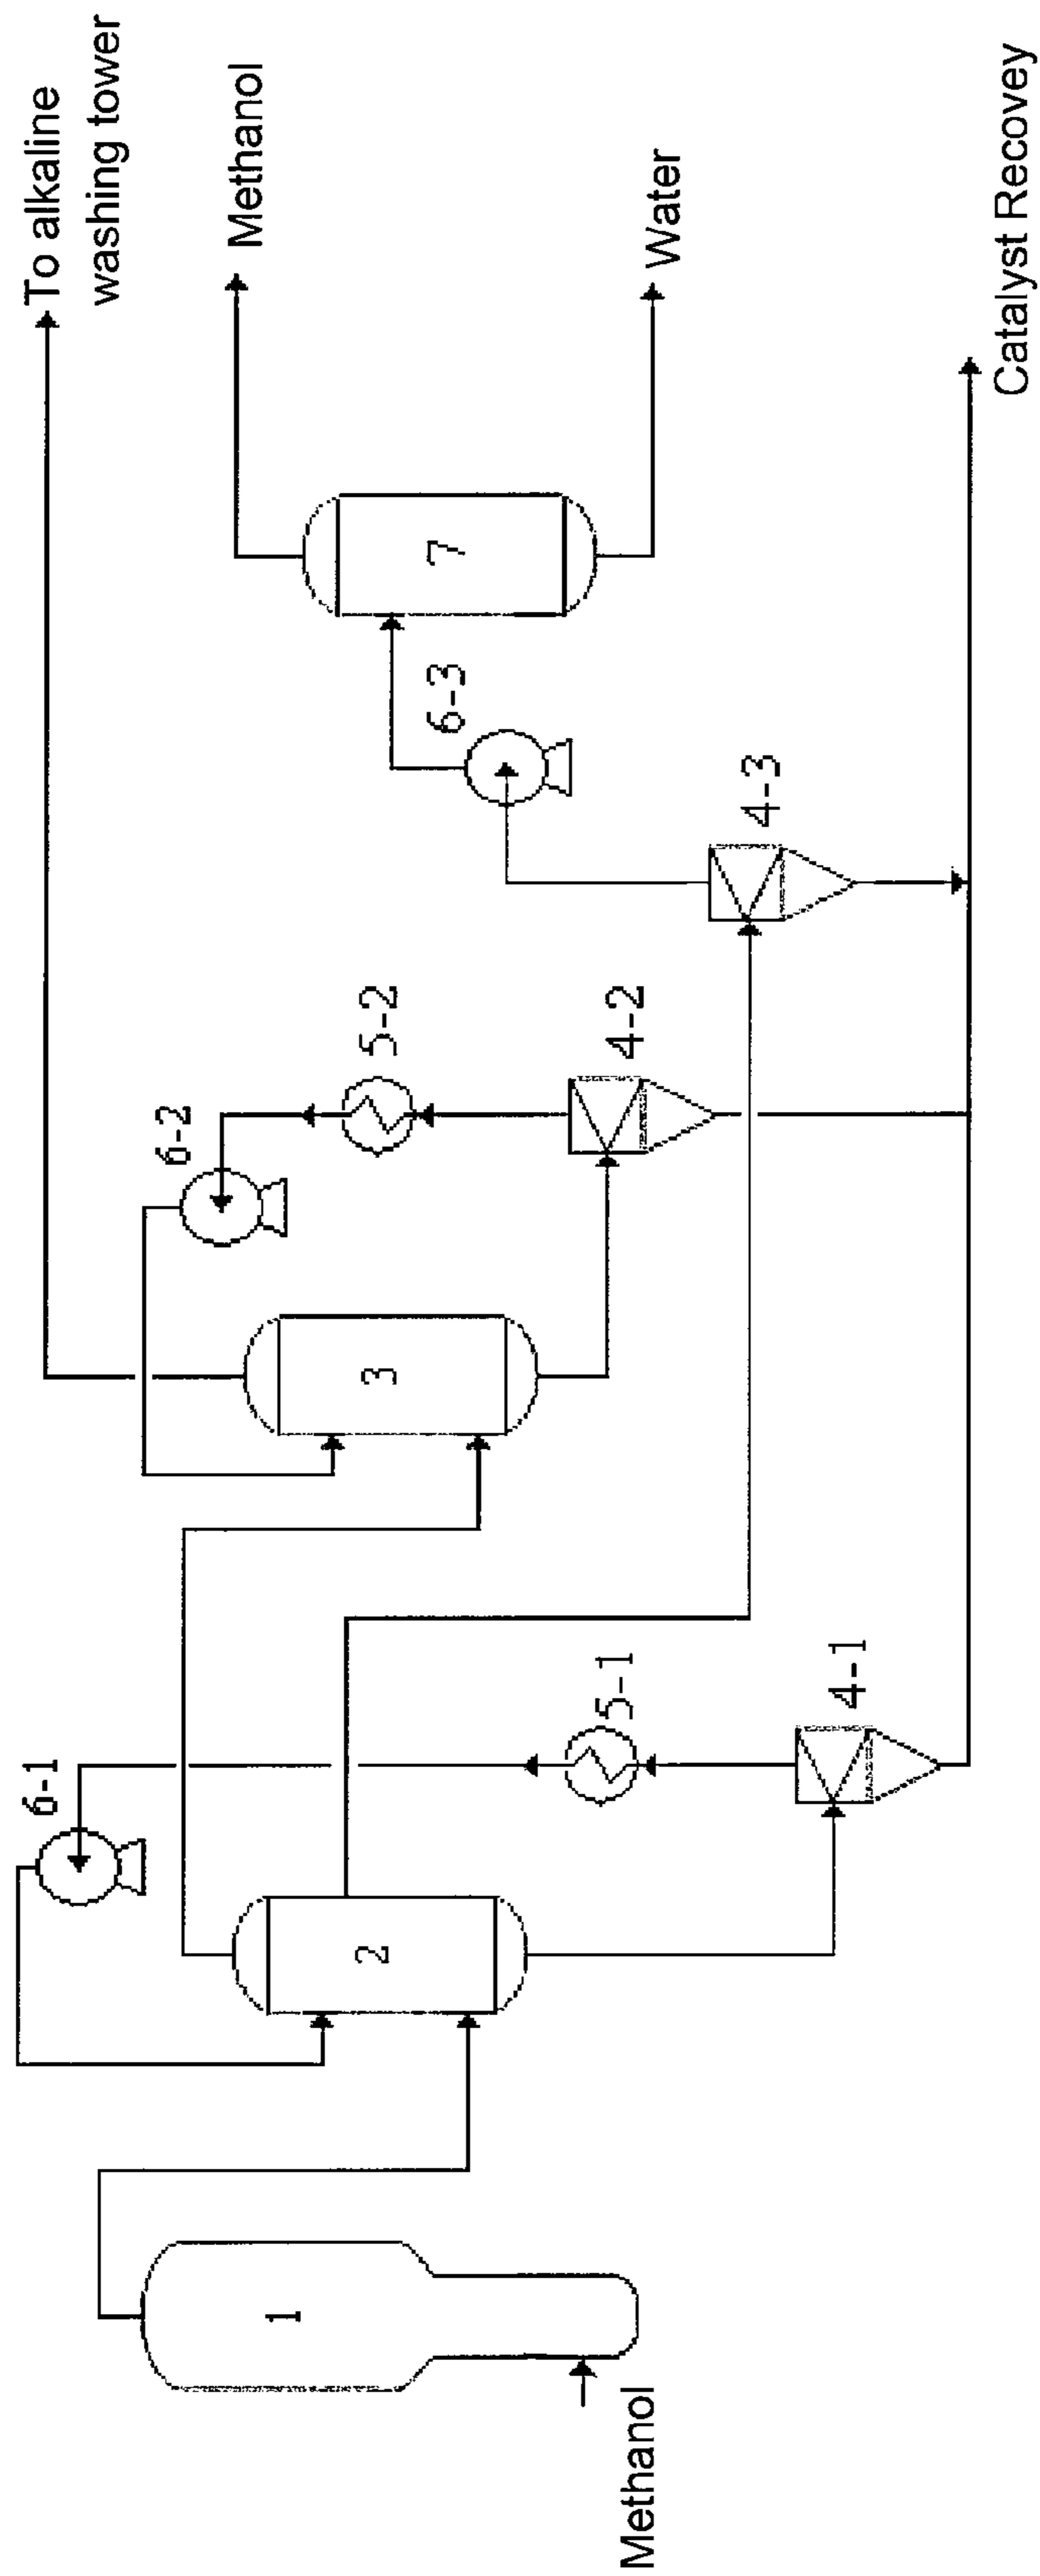 To alkaline
washing tower
Methanol
Water
Catalyst Recovey
6-1
6-2
5-2
6-3
7
3
4-2
4-3
2
5-1
4-1
1
Methanol